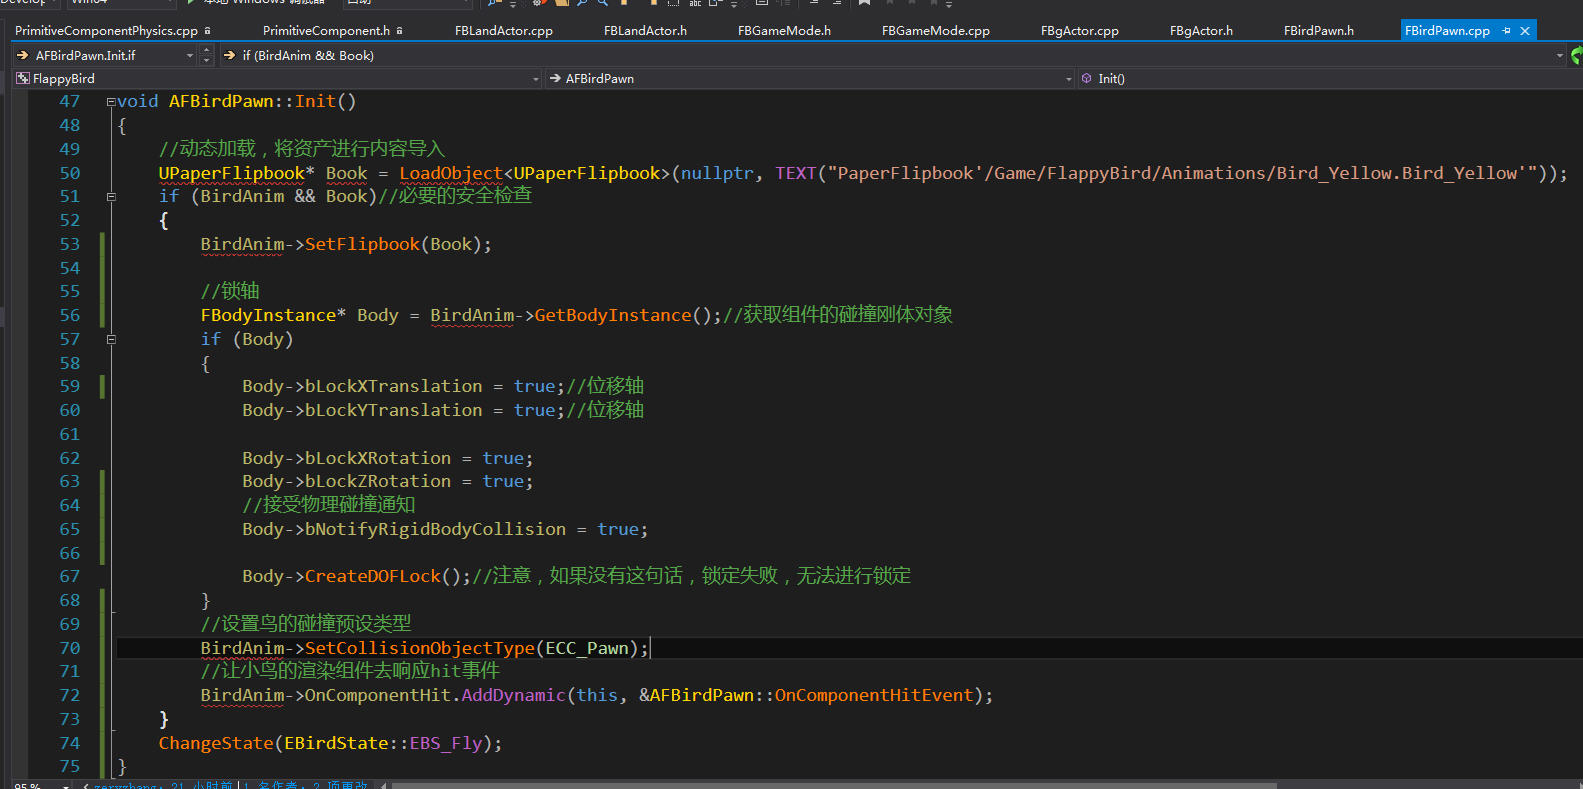 Win64
本地 Windows 调试器
自动
PrimitiveComponentPhysics.cpp PrimitiveComponent.h FBLandActor.cpp FBLandActor.h FBGameMode.h FBGameMode.cpp FBgActor.cpp FBgActor.h FBirdPawn.h FBirdPawn.cpp
AFBirdPawn.Init.if if (BirdAnim && Book)
FlappyBird AFBirdPawn Init()
47 void AFBirdPawn::Init()
48 {
49 //动态加载，将资产进行内容导入
50 UPaperFlipbook* Book = LoadObject<UPaperFlipbook>(nullptr, TEXT("PaperFlipbook'/Game/FlappyBird/Animations/Bird_Yellow.Bird_Yellow'"));
51 if (BirdAnim && Book)//必要的安全检查
52 {
53 BirdAnim->SetFlipbook(Book);
54
55 //锁轴
56 FBodyInstance* Body = BirdAnim->GetBodyInstance();//获取组件的碰撞刚体对象
57 if (Body)
58 {
59 Body->bLockXTranslation = true;//位移轴
60 Body->bLockYTranslation = true;//位移轴
61
62 Body->bLockXRotation = true;
63 Body->bLockZRotation = true;
64 //接受物理碰撞通知
65 Body->bNotifyRigidBodyCollision = true;
66
67 Body->CreateDOFLock();//注意，如果没有这句话，锁定失败，无法进行锁定
68 }
69 //设置鸟的碰撞预设类型
70 BirdAnim->SetCollisionObjectType(ECC_Pawn);
71 //让小鸟的渲染组件去响应hit事件
72 BirdAnim->OnComponentHit.AddDynamic(this, &AFBirdPawn::OnComponentHitEvent);
73 }
74 ChangeState(EBirdState::EBS_Fly);
75 }
95 %